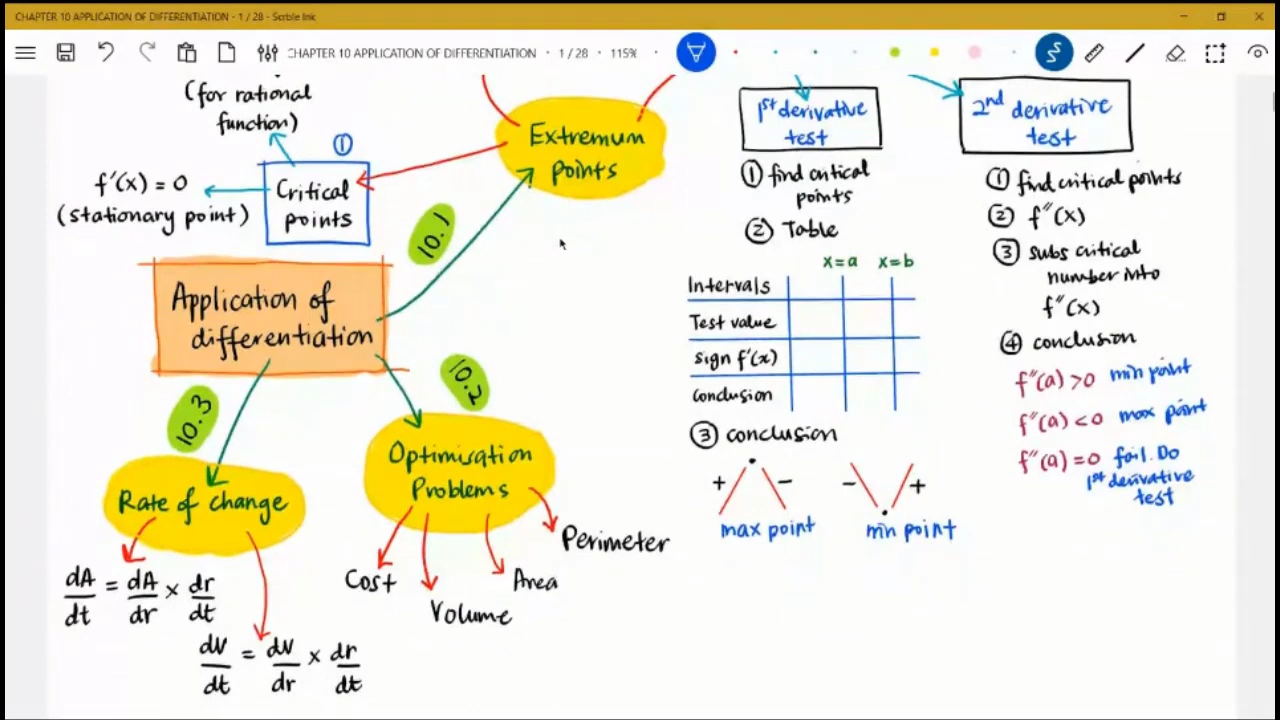 CHAPTER 10 APPLICATION OF DIFFERENTIATION - 1 / 28 - Scrble Ink
CHAPTER 10 APPLICATION OF DIFFERENTIATION • 1 / 28 • 115%
(for rational
function)
①
f'(x) = 0
(stationary point)
Critical
points
Extremum
points
10.1
Application of
differentiation
10.2
10.3
Rate of change
dA/dt = dA/dr × dr/dt
dV/dt = dV/dr × dr/dt
Optimisation
Problems
Cost
Volume
Area
Perimeter
1st derivative
test
① find critical
points
② Table
x=a x=b
Intervals
Test value
sign f'(x)
conclusion
③ conclusion
+ -
max point
- +
min point
2nd derivative
test
① find critical points
② f"(x)
③ subs critical
number into
f"(x)
④ conclusion
f"(a) >0 min point
f"(a) <0 max point
f"(a) =0 fail. Do
1st derivative
test